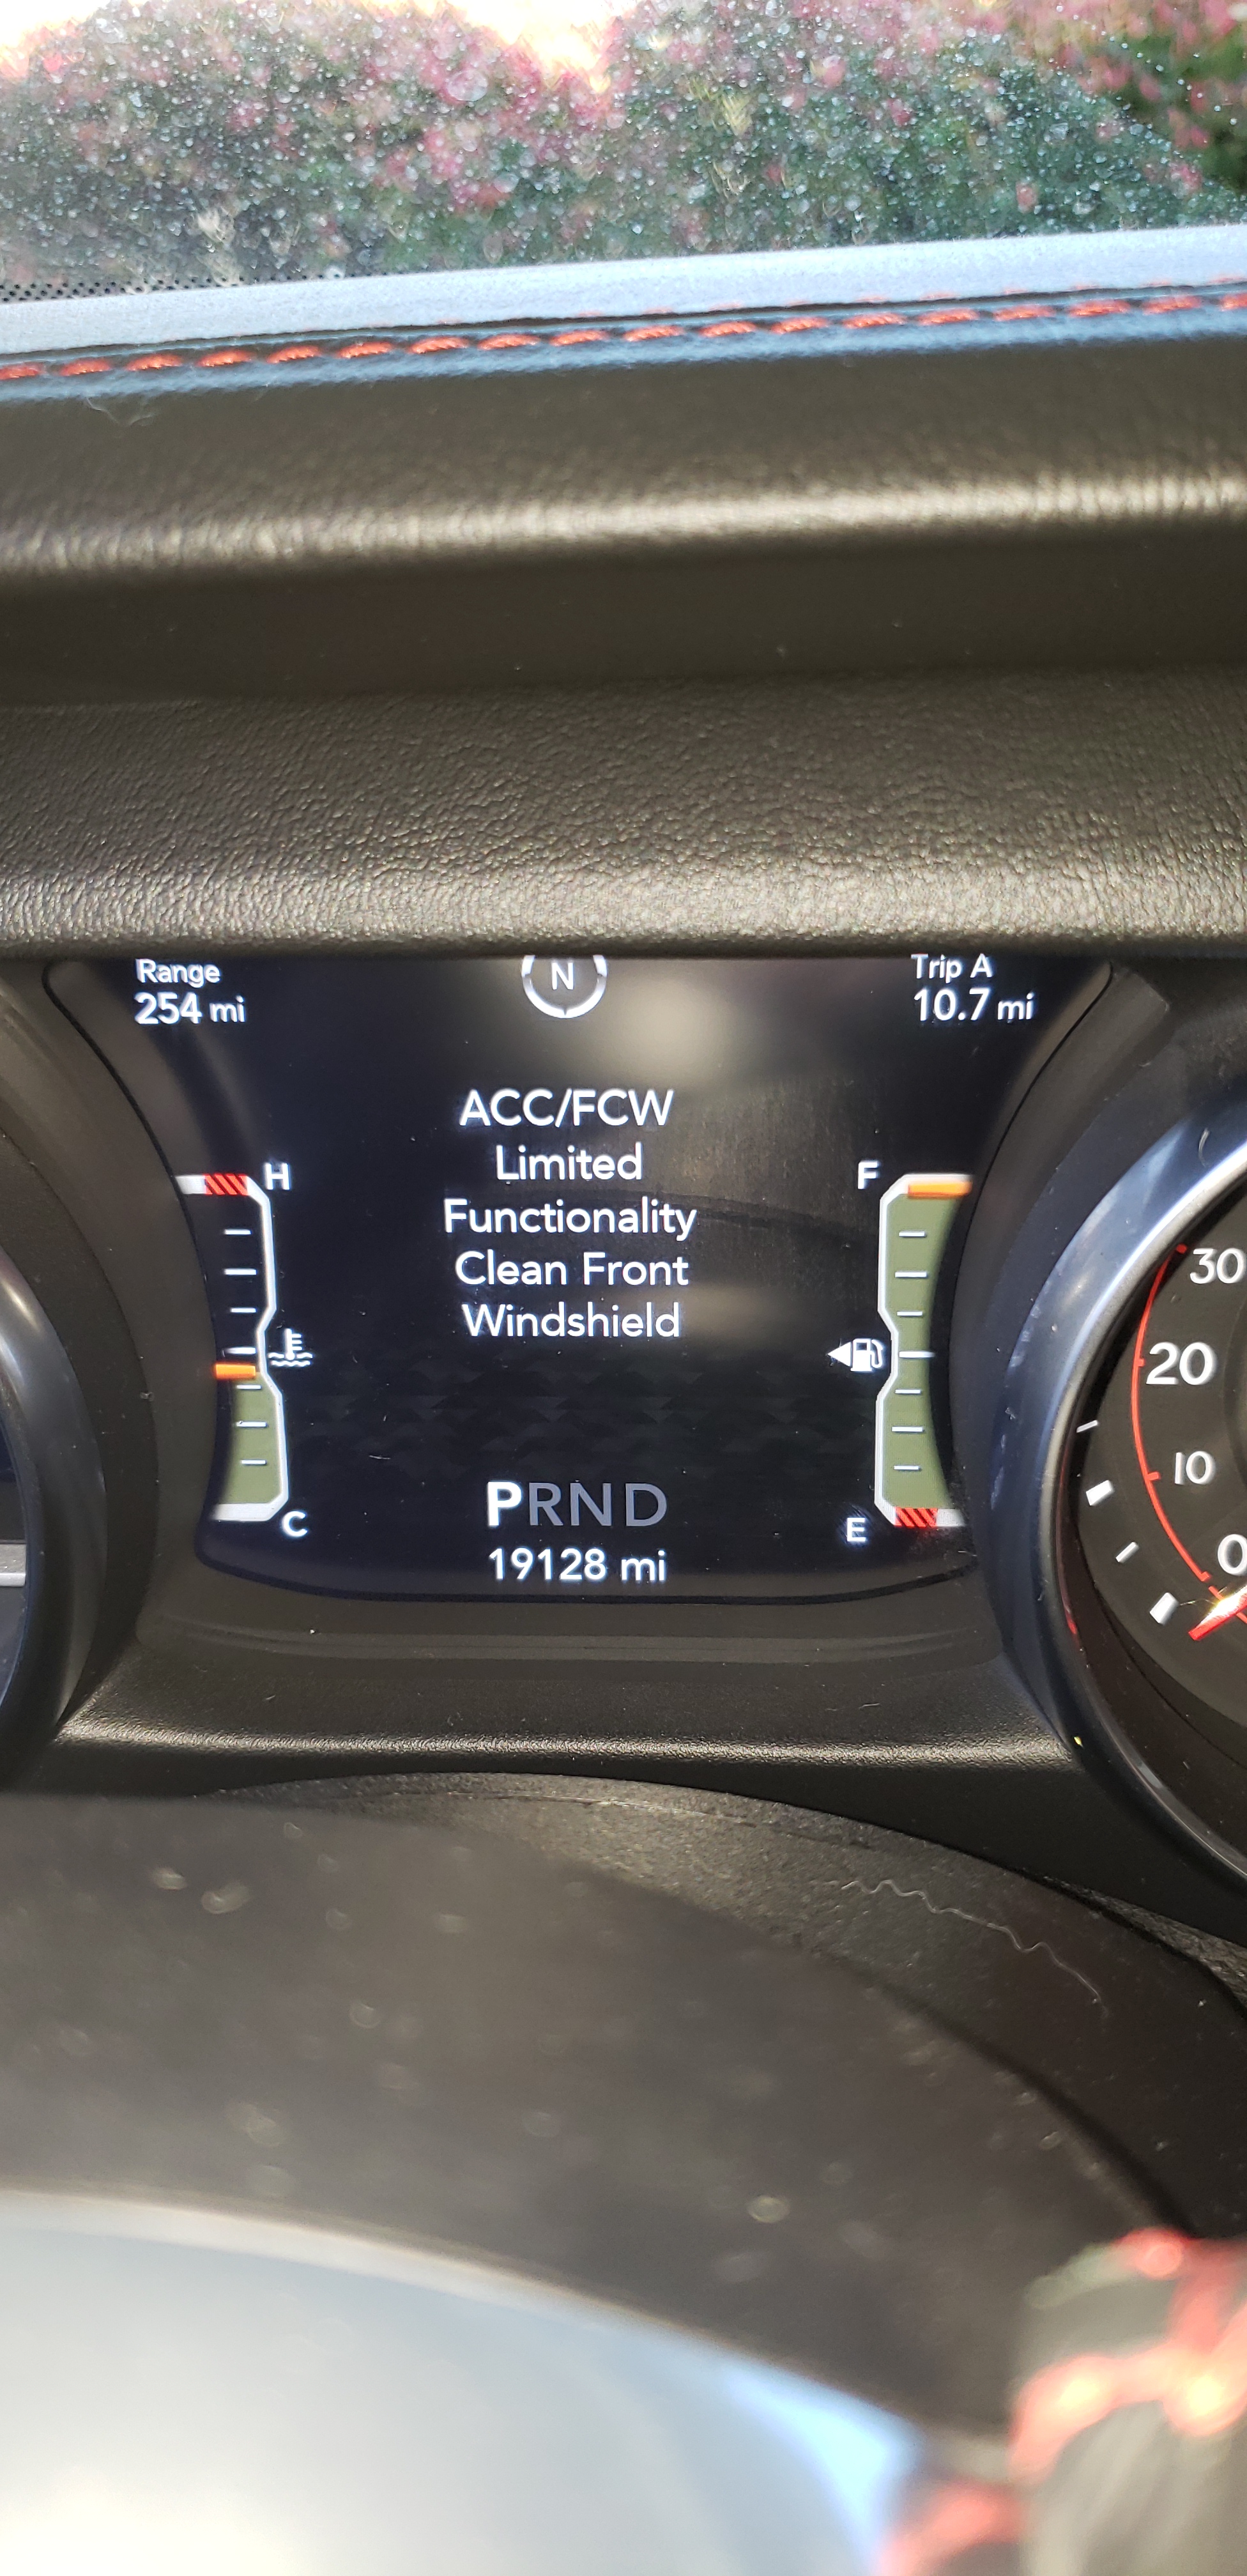 Range
254 mi
N
Trip A
10.7 mi
ACC/FCW
Limited
Functionality
Clean Front
Windshield
H
C
F
E
PRND
19128 mi
30
20
10
0